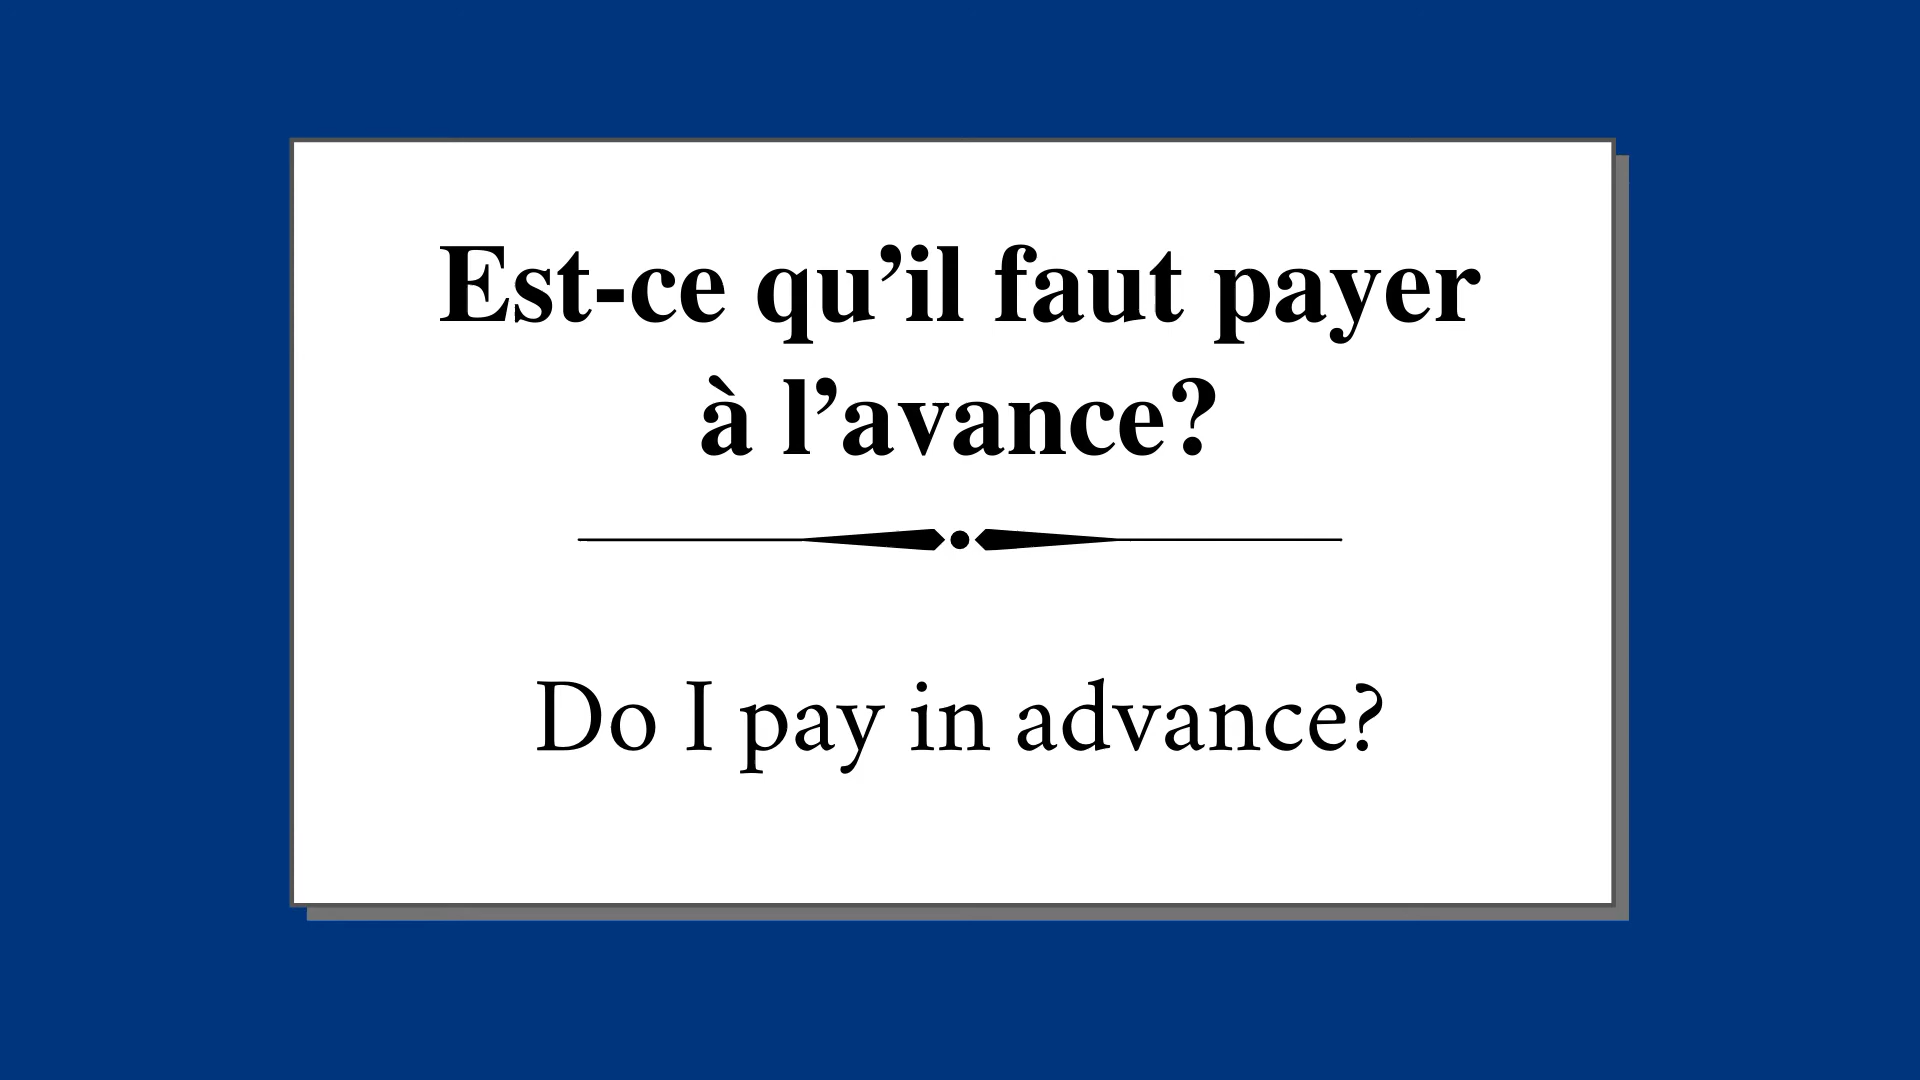 Est-ce qu’il faut payer
à l’avance?
Do I pay in advance?